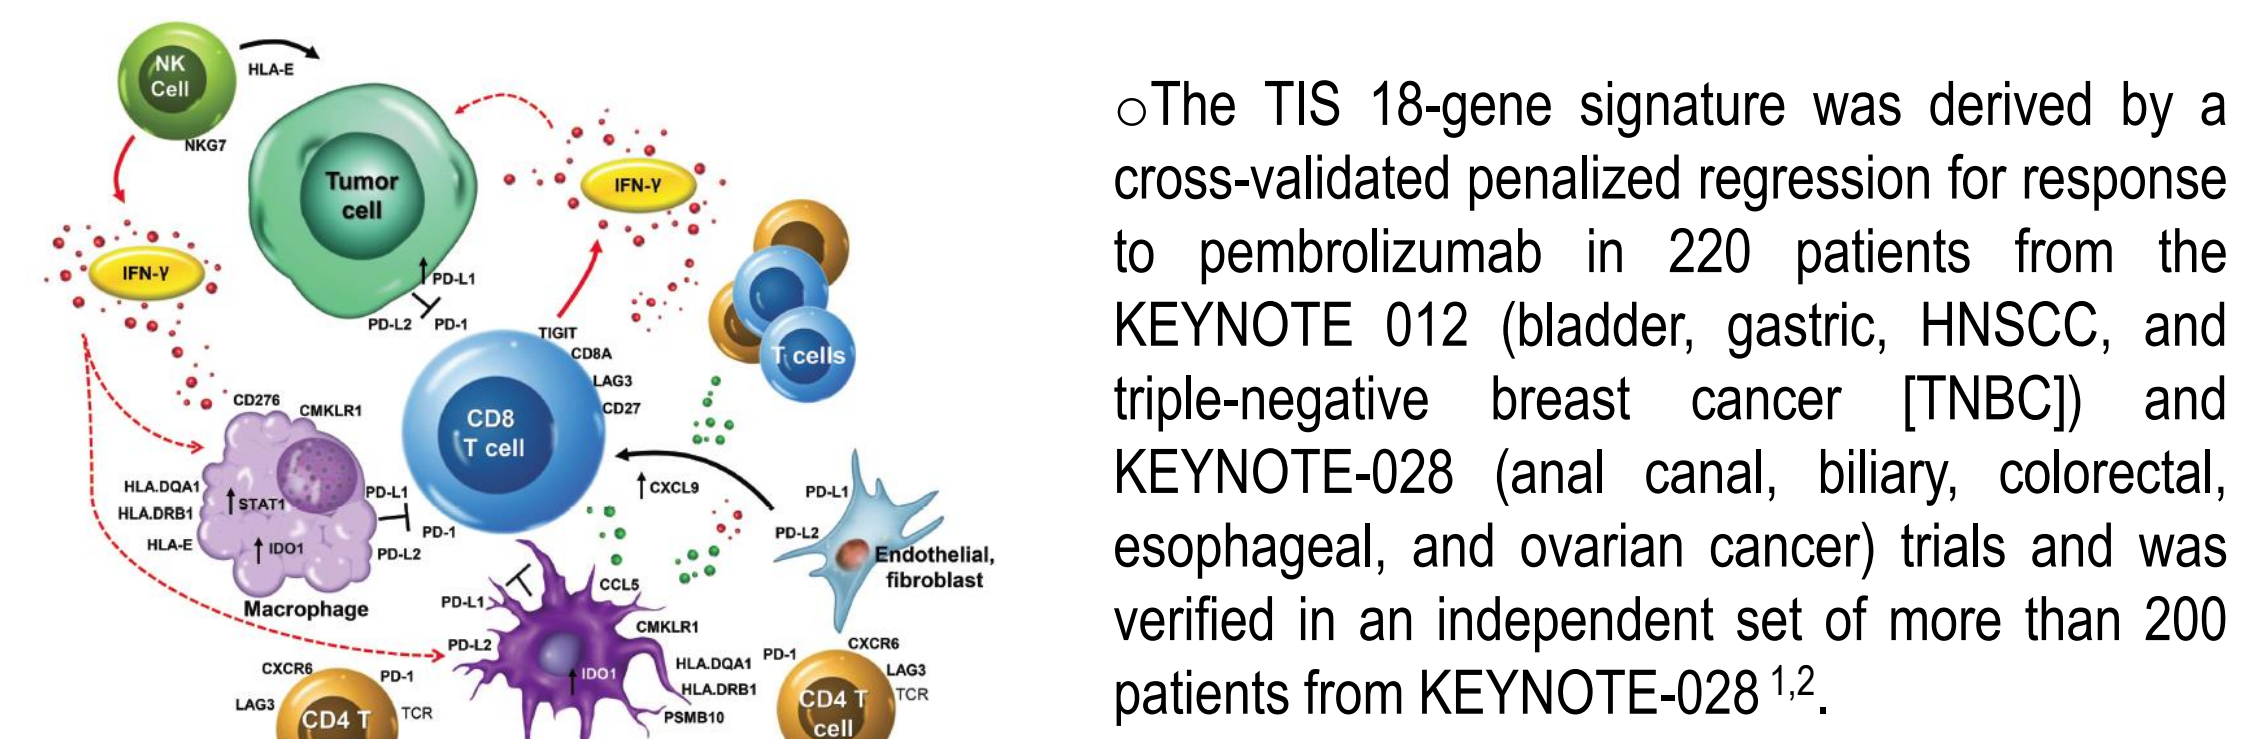 NK
Cell
HLA-E
NKG7
Tumor
cell
IFN-γ
IFN-γ
PD-L1
PD-L2
PD-1
TIGIT
CD8A
LAG3
CD27
T cells
CD8
T cell
CD276
CMKLR1
HLA.DQA1
HLA.DRB1
HLA-E
STAT1
IDO1
PD-L1
PD-1
PD-L2
Macrophage
CXCL9
PD-L1
PD-L2
Endothelial,
fibroblast
CCL5
PD-L1
PD-L2
CMKLR1
IDO1
HLA.DQA1
HLA.DRB1
PSMB10
CXCR6
PD-1
LAG3
TCR
CD4 T
CXCR6
PD-1
LAG3
TCR
CD4 T
cell
○The TIS 18-gene signature was derived by a
cross-validated penalized regression for response
to pembrolizumab in 220 patients from the
KEYNOTE 012 (bladder, gastric, HNSCC, and
triple-negative breast cancer [TNBC]) and
KEYNOTE-028 (anal canal, biliary, colorectal,
esophageal, and ovarian cancer) trials and was
verified in an independent set of more than 200
patients from KEYNOTE-028 1,2.